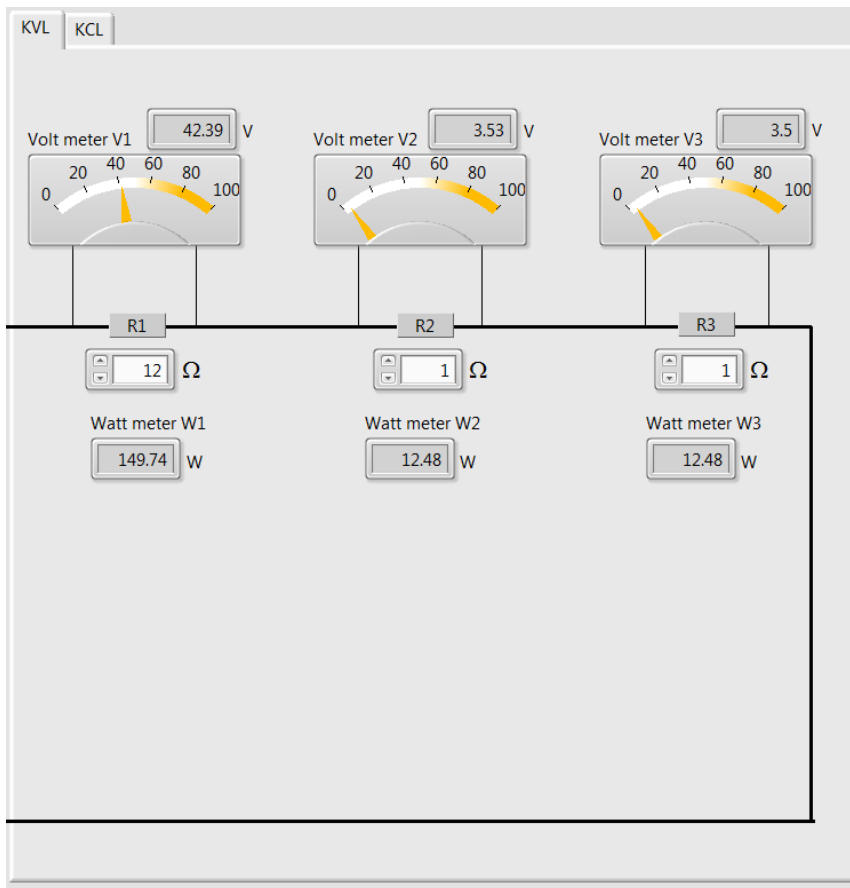 KVL KCL
Volt meter V1 42.39 V
0 20 40 60 80 100
Volt meter V2 3.53 V
0 20 40 60 80 100
Volt meter V3 3.5 V
0 20 40 60 80 100
R1 R2 R3
12 Ω 1 Ω 1 Ω
Watt meter W1 Watt meter W2 Watt meter W3
149.74 W 12.48 W 12.48 W